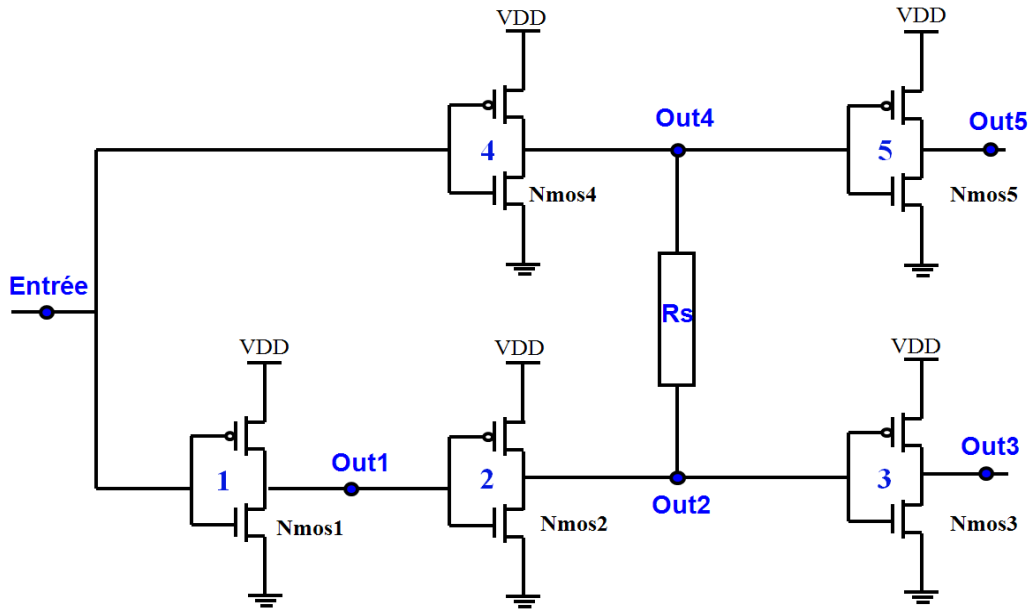 VDD
VDD
Out4
Out5
4
5
Nmos4
Nmos5
Entrée
Rs
VDD
VDD
VDD
Out1
Out3
1
2
3
Out2
Nmos1
Nmos2
Nmos3